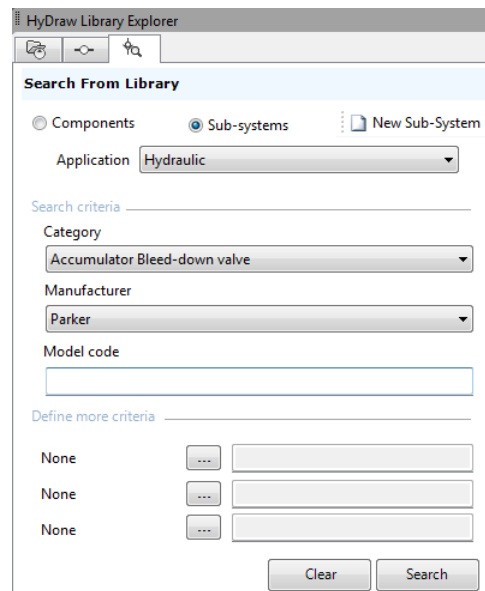 HyDraw Library Explorer
Search From Library
Components Sub-systems New Sub-System
Application Hydraulic
Search criteria
Category
Accumulator Bleed-down valve
Manufacturer
Parker
Model code
Define more criteria
None ...
None ...
None ...
Clear Search